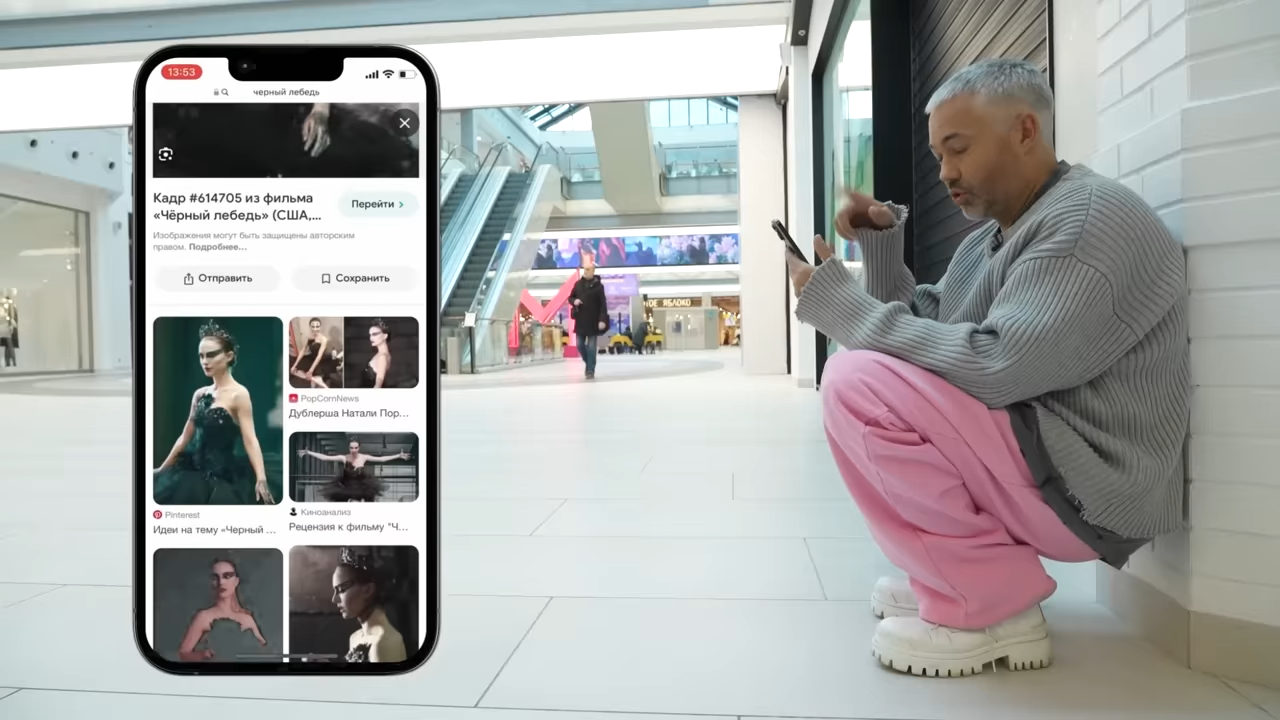 13:53
черный лебедь
Кадр #614705 из фильма
«Чёрный лебедь» (США,...
Перейти >
Изображения могут быть защищены авторским
правом. Подробнее...
Отправить
Сохранить
PopCornNews
Дублерша Натали Пор...
Pinterest
Идеи на тему «Черный ...
Киноанализ
Рецензия к фильму "Ч...
ЯБЛОКО